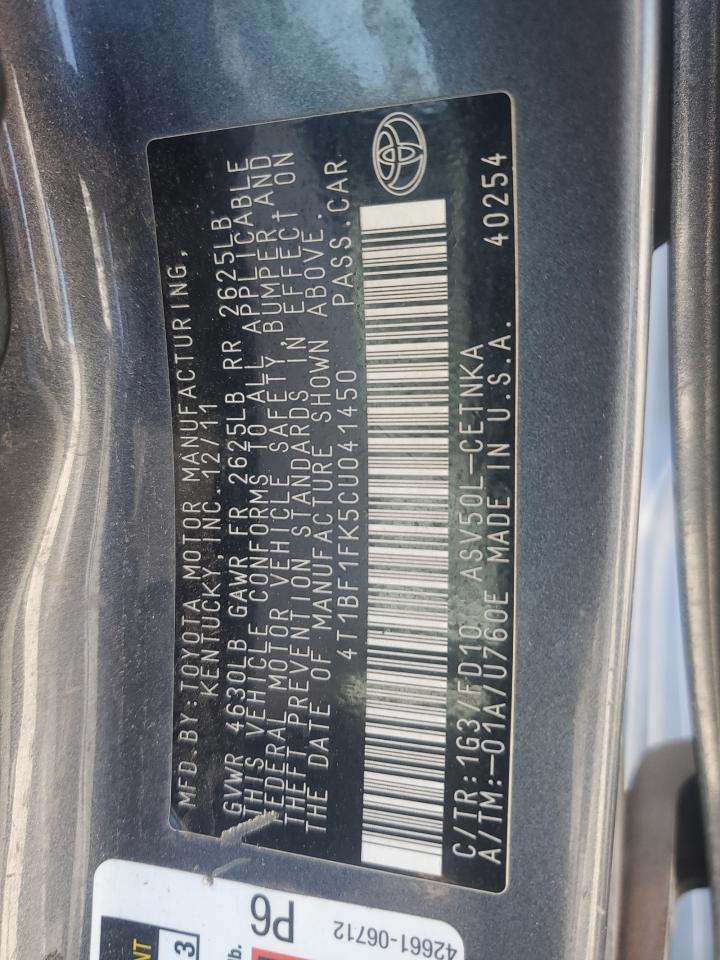 MFD.BY:TOYOTA MOTOR MANUFACTURING,
KENTUCKY,INC. 12/11
GVWR 4630LB GAWR FR 2625LB RR 2625LB
THIS VEHICLE CONFORMS TO ALL APPLICABLE
FEDERAL MOTOR VEHICLE SAFETY,BUMPER,AND
THEFT PREVENTION STANDARDS IN EFFECT ON
THE DATE OF MANUFACTURE SHOWN ABOVE.
4T1BF1FK5CU041450 PASS.CAR
C/TR:1G3/FD10 ASV50L-CETNKA
A/TM:-01A/U760E MADE IN U.S.A. 40254
P6
42661-06712
NT
3
lb.